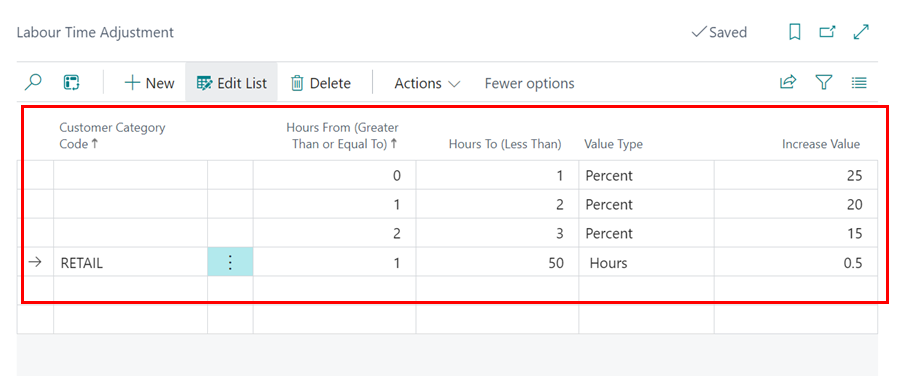 Labour Time Adjustment
Saved
New Edit List Delete Actions Fewer options
Customer Category Code↑ Hours From (Greater Than or Equal To) ↑ Hours To (Less Than) Value Type Increase Value
0 1 Percent 25
1 2 Percent 20
2 3 Percent 15
RETAIL 1 50 Hours 0.5